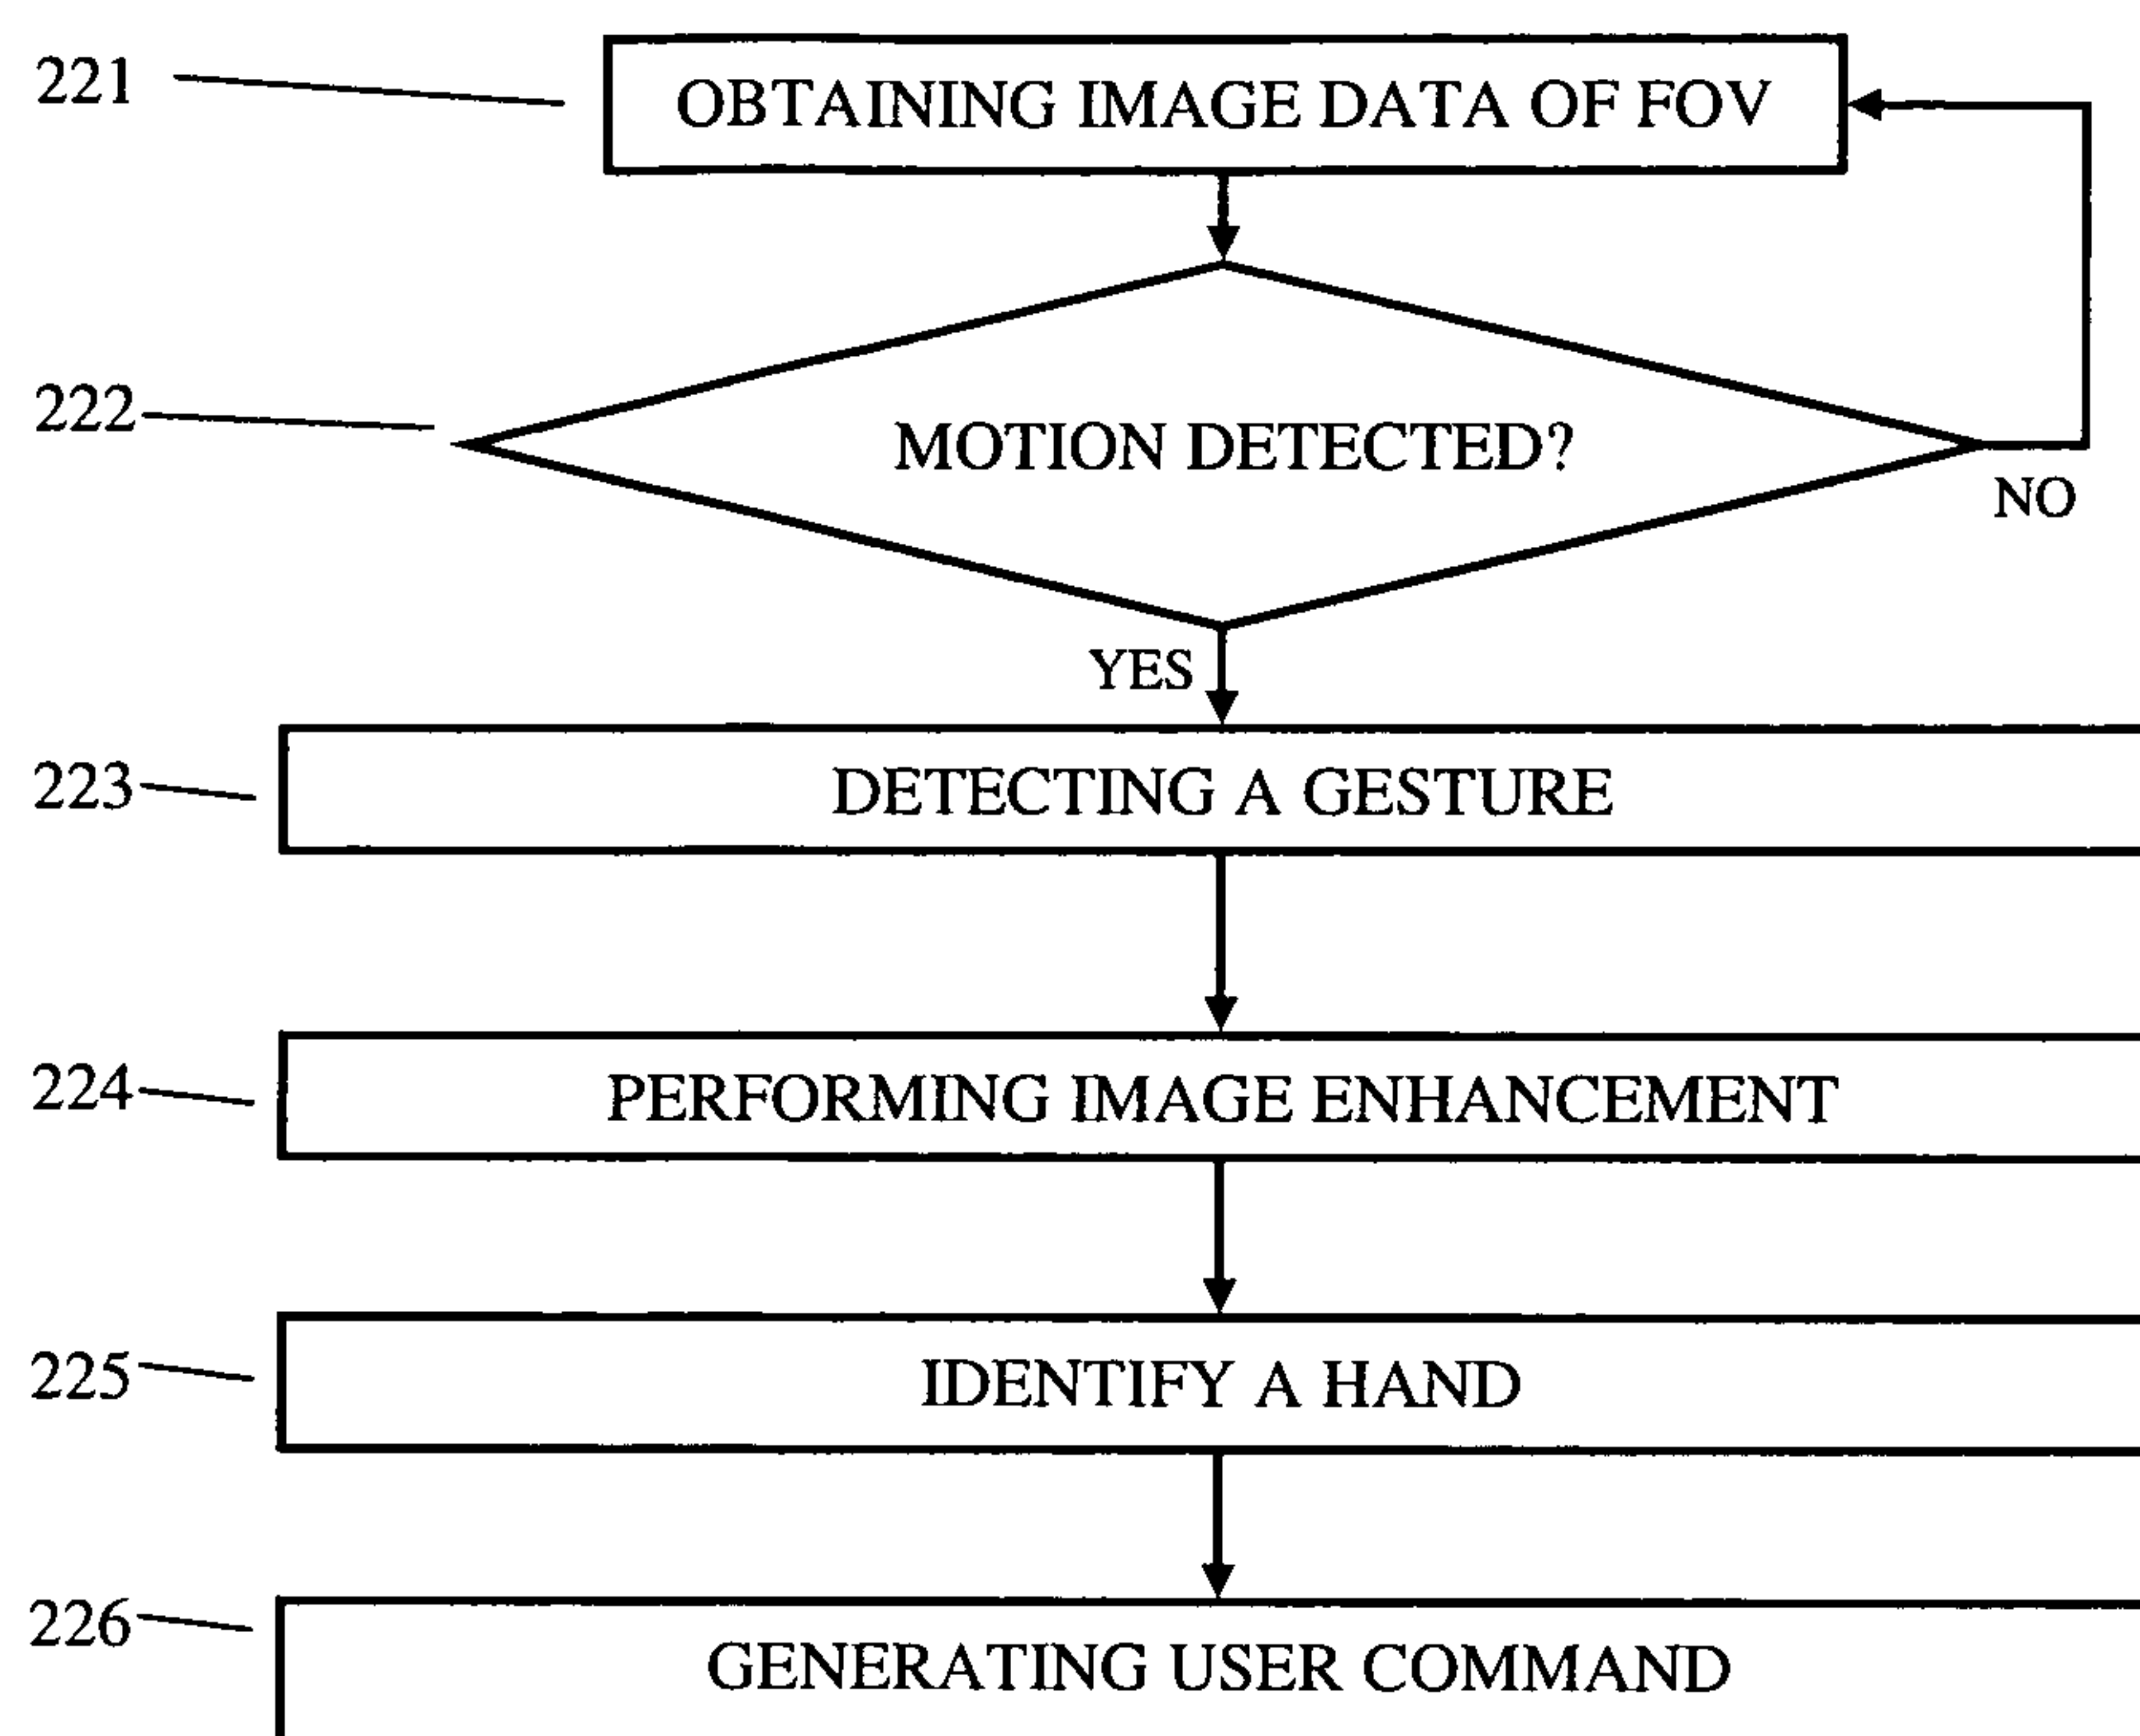 221
OBTAINING IMAGE DATA OF FOV
222
MOTION DETECTED?
NO
YES
223
DETECTING A GESTURE
224
PERFORMING IMAGE ENHANCEMENT
225
IDENTIFY A HAND
226
GENERATING USER COMMAND